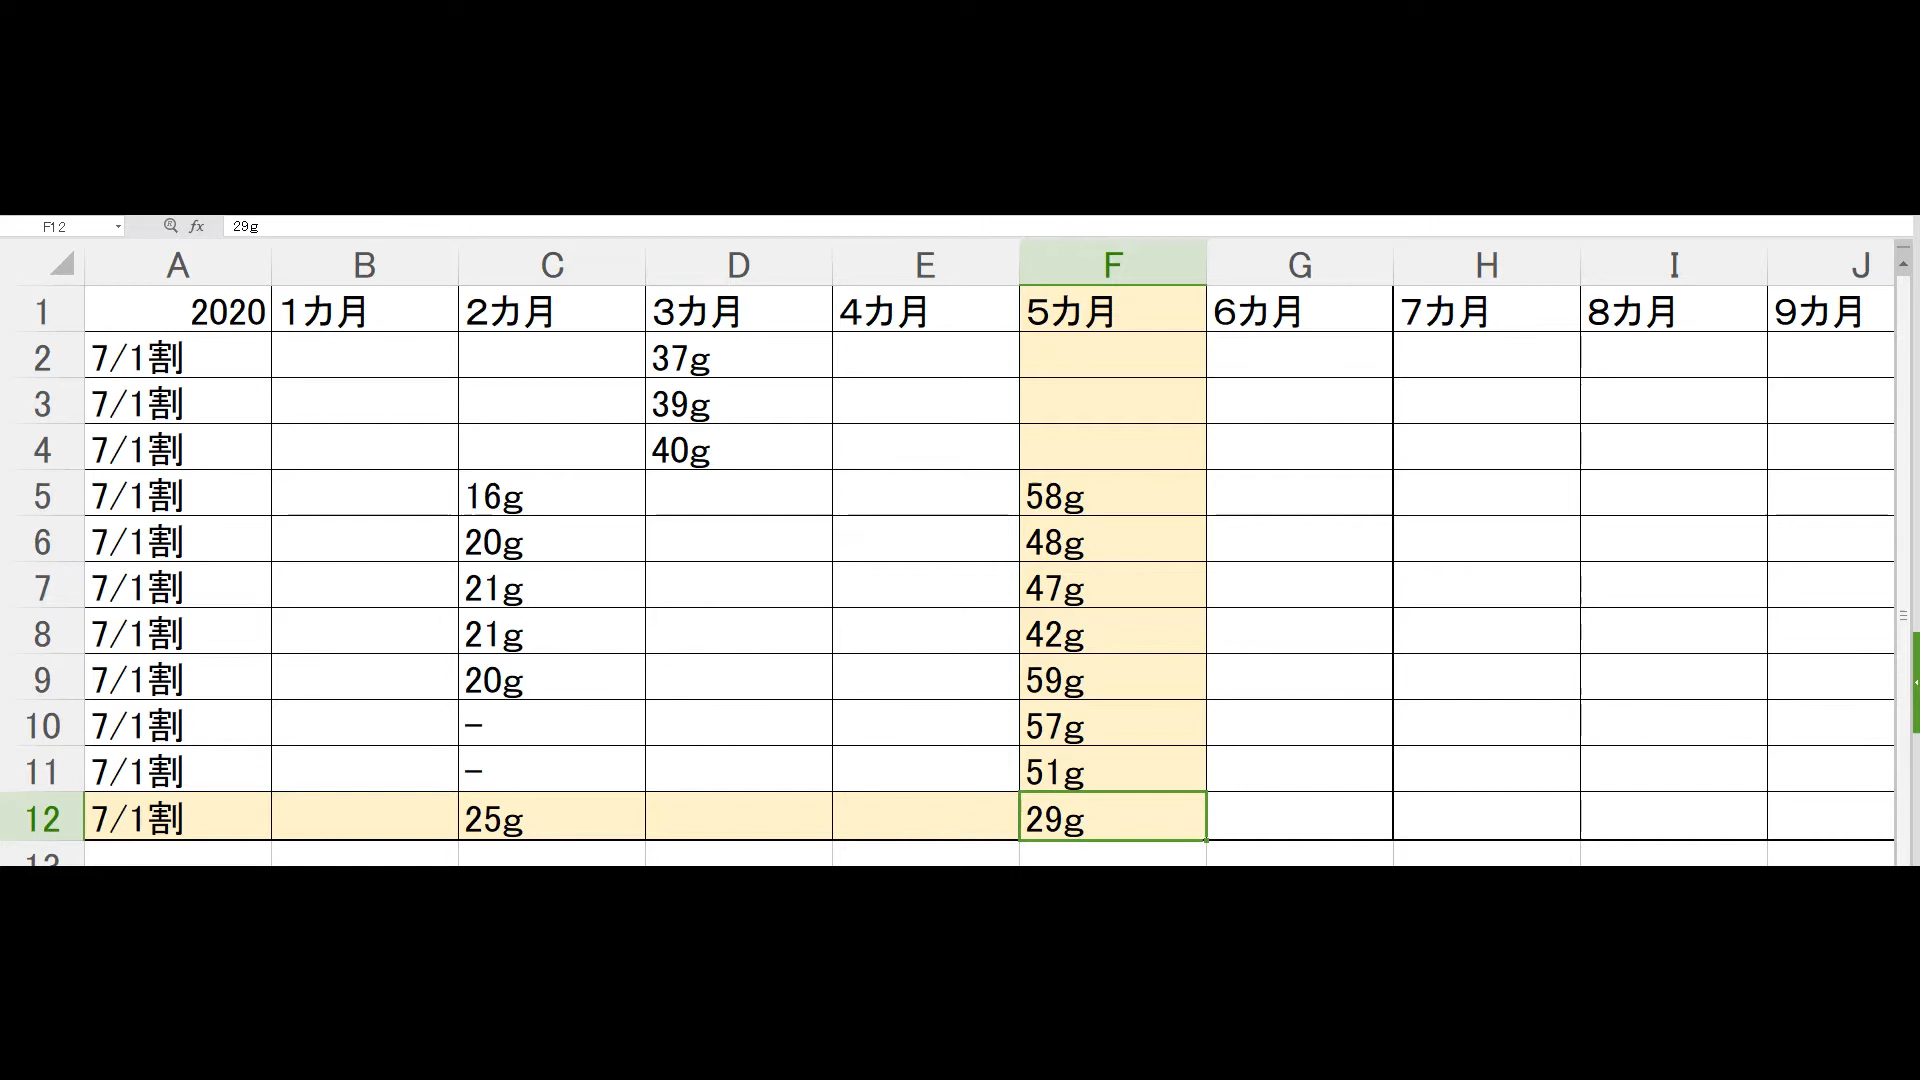 F12 fx 29g
A B C D E F G H I J
1 2020 1カ月 2カ月 3カ月 4カ月 5カ月 6カ月 7カ月 8カ月 9カ月
2 7/1割 37g
3 7/1割 39g
4 7/1割 40g
5 7/1割 16g 58g
6 7/1割 20g 48g
7 7/1割 21g 47g
8 7/1割 21g 42g
9 7/1割 20g 59g
10 7/1割 − 57g
11 7/1割 − 51g
12 7/1割 25g 29g
13